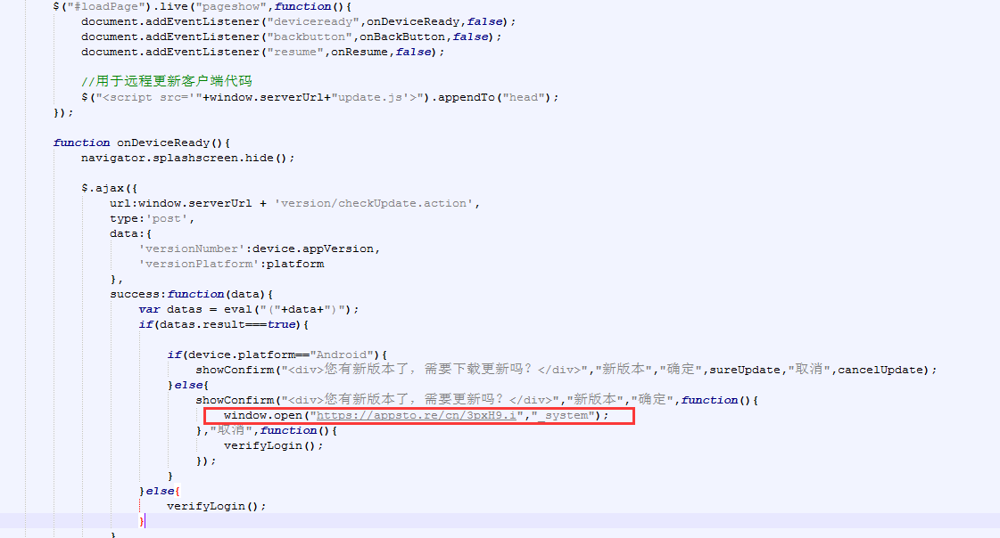 $("#loadPage").live("pageshow",function(){
document.addEventListener("deviceready",onDeviceReady,false);
document.addEventListener("backbutton",onBackButton,false);
document.addEventListener("resume",onResume,false);
//用于远程更新客户端代码
$("<script src='"+window.serverUrl+"update.js'>").appendTo("head");
});
function onDeviceReady(){
navigator.splashscreen.hide();
$.ajax({
url:window.serverUrl + 'version/checkUpdate.action',
type:'post',
data:{
'versionNumber':device.appVersion,
'versionPlatform':platform
},
success:function(data){
var datas = eval("("+data+")");
if(datas.result===true){
if(device.platform=="Android"){
showConfirm("<div>您有新版本了，需要下载更新吗？</div>","新版本","确定",sureUpdate,"取消",cancelUpdate);
}else{
showConfirm("<div>您有新版本了，需要更新吗？</div>","新版本","确定",function(){
window.open("https://appsto.re/cn/3pxH9.i","_system");
},"取消",function(){
verifyLogin();
});
}
}else{
verifyLogin();
}
}